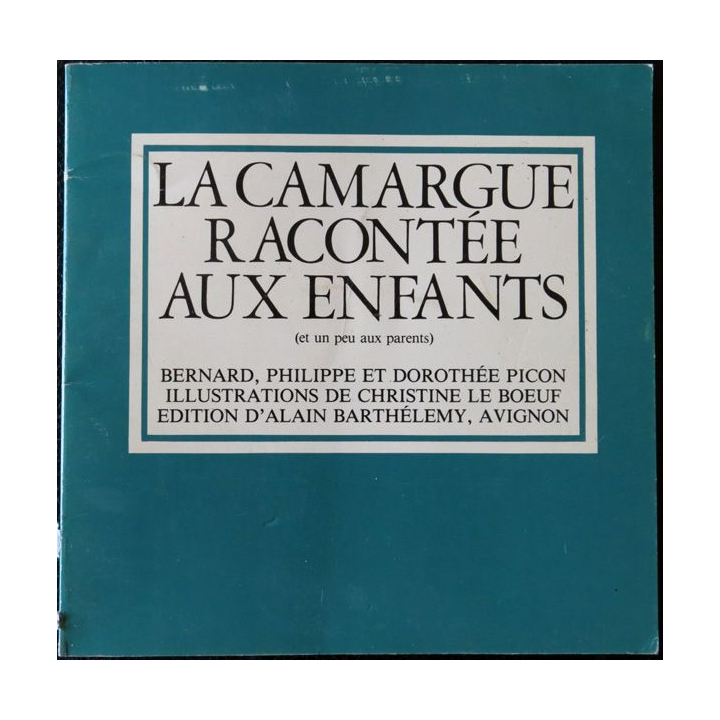 LA CAMARGUE
RACONTÉE
AUX ENFANTS
(et un peu aux parents)
BERNARD, PHILIPPE ET DOROTHÉE PICON
ILLUSTRATIONS DE CHRISTINE LE BOEUF
EDITION D'ALAIN BARTHÉLEMY, AVIGNON